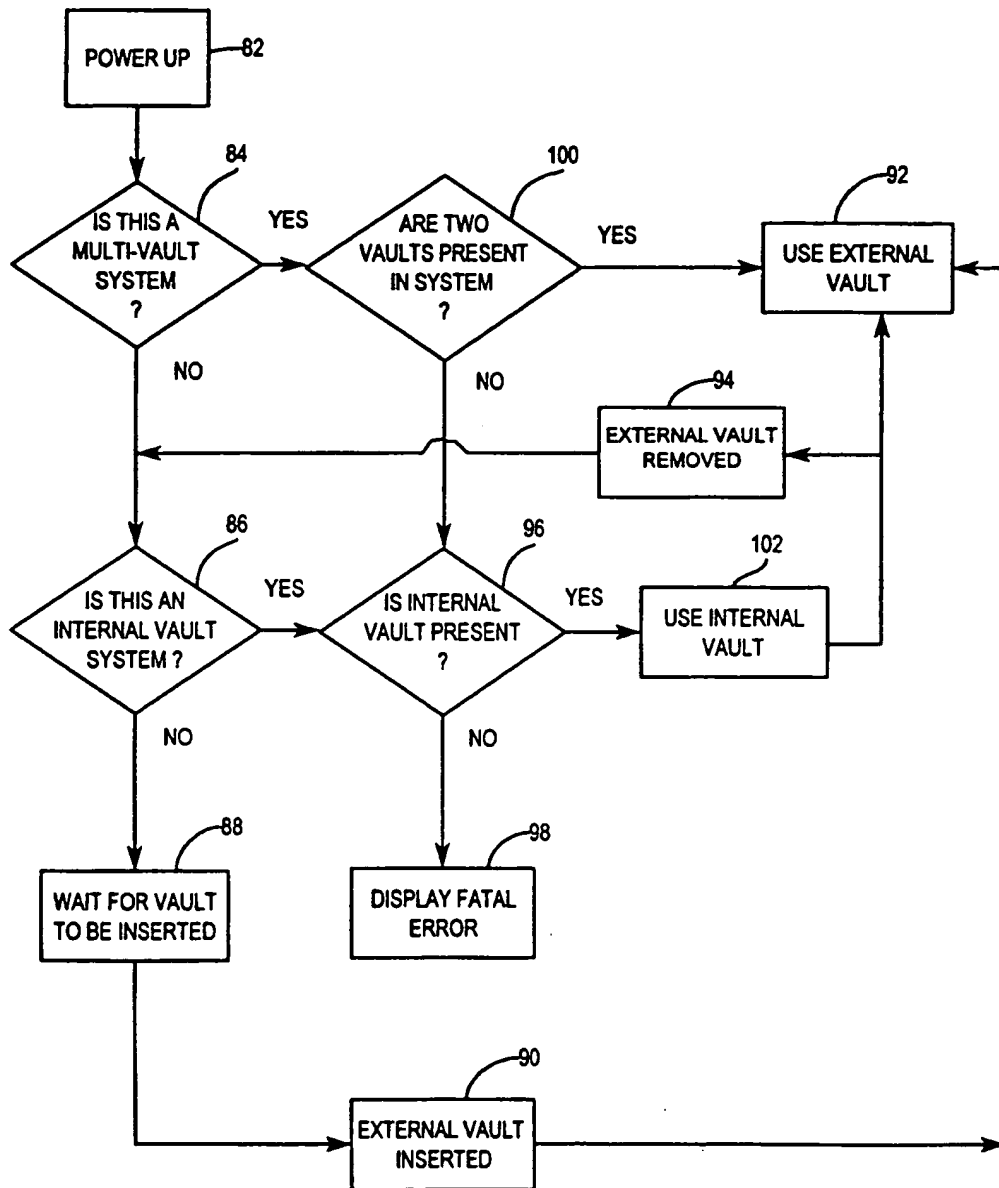 POWER UP
82
84
IS THIS A
MULTI-VAULT
SYSTEM
?
YES
NO
100
ARE TWO
VAULTS PRESENT
IN SYSTEM
?
YES
NO
92
USE EXTERNAL
VAULT
94
EXTERNAL VAULT
REMOVED
86
IS THIS AN
INTERNAL VAULT
SYSTEM ?
YES
NO
96
IS INTERNAL
VAULT PRESENT
?
YES
NO
102
USE INTERNAL
VAULT
88
WAIT FOR VAULT
TO BE INSERTED
98
DISPLAY FATAL
ERROR
90
EXTERNAL VAULT
INSERTED